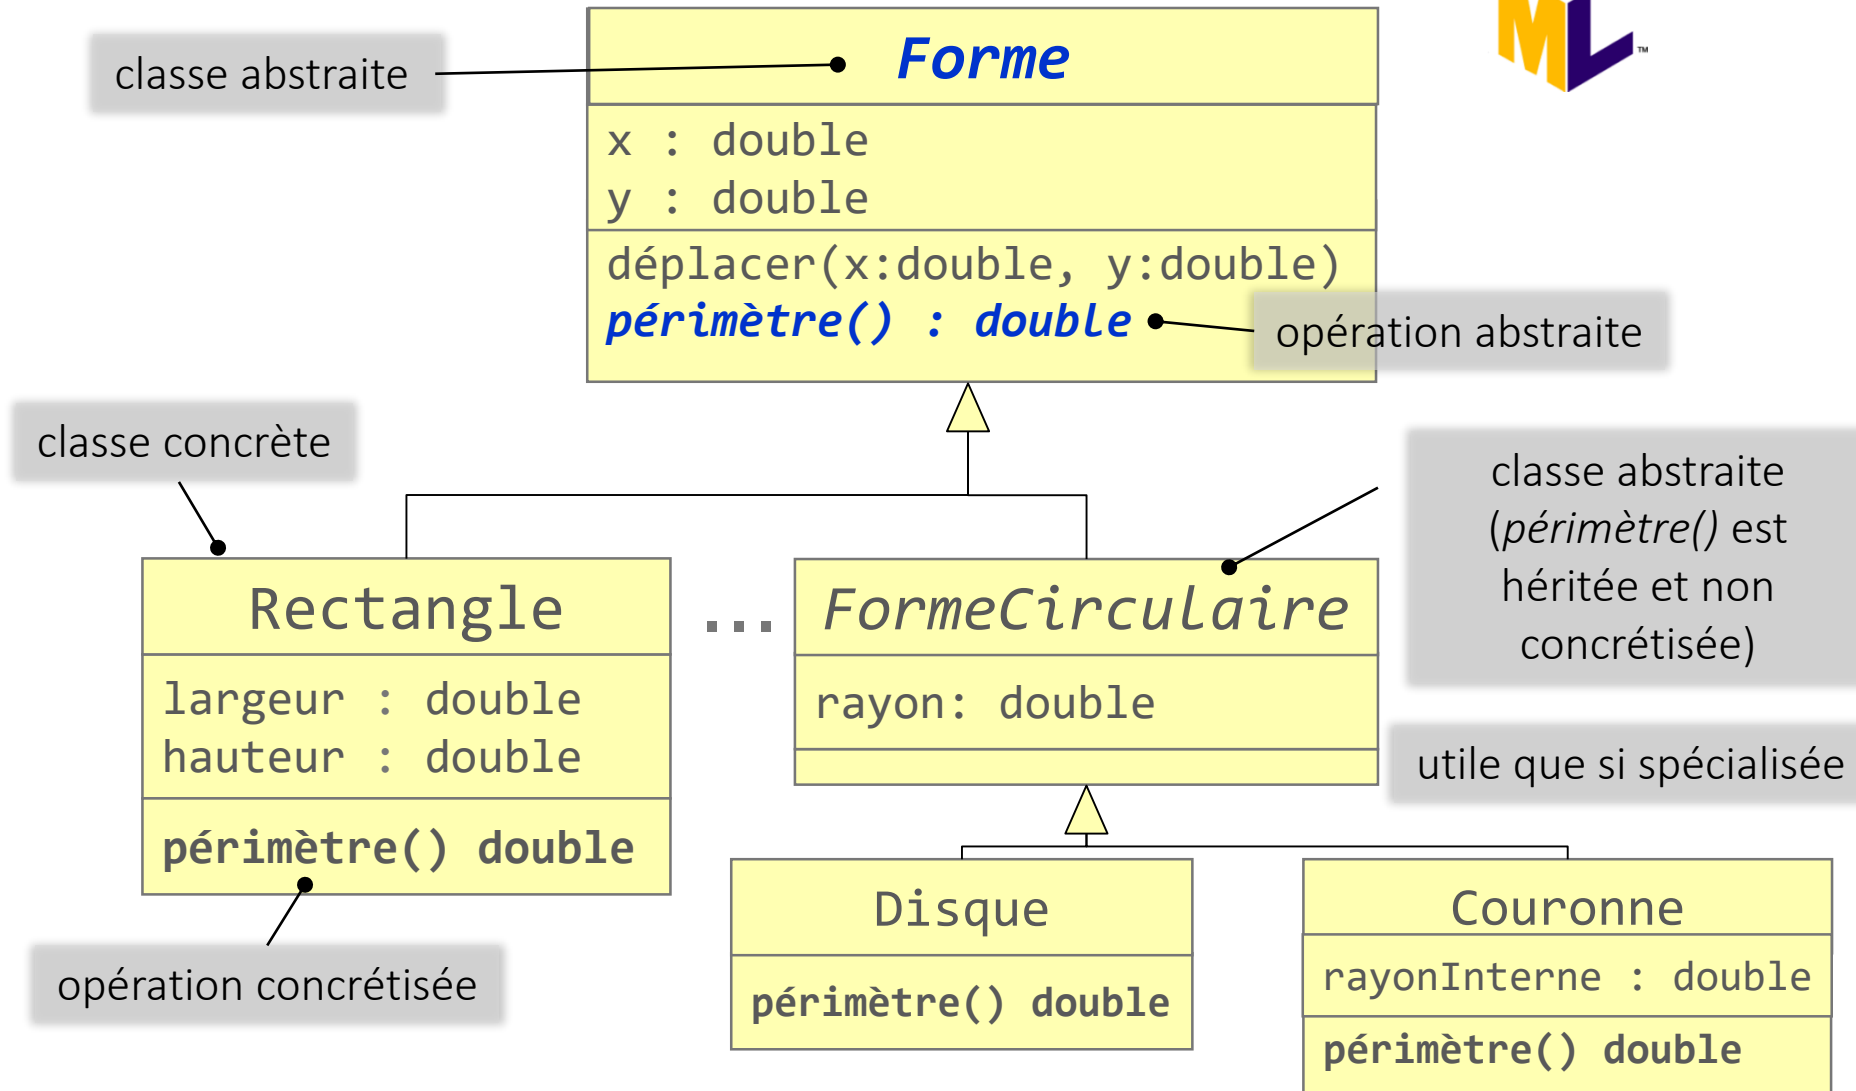 ML
TM
classe abstraite
Forme
x : double
y : double
déplacer(x:double, y:double)
périmètre() : double
opération abstraite
classe concrète
classe abstraite
(périmètre() est
héritée et non
concrétisée)
Rectangle
...
FormeCirculaire
largeur : double
hauteur : double
rayon: double
utile que si spécialisée
périmètre() double
opération concrétisée
Disque
périmètre() double
Couronne
rayonInterne : double
périmètre() double